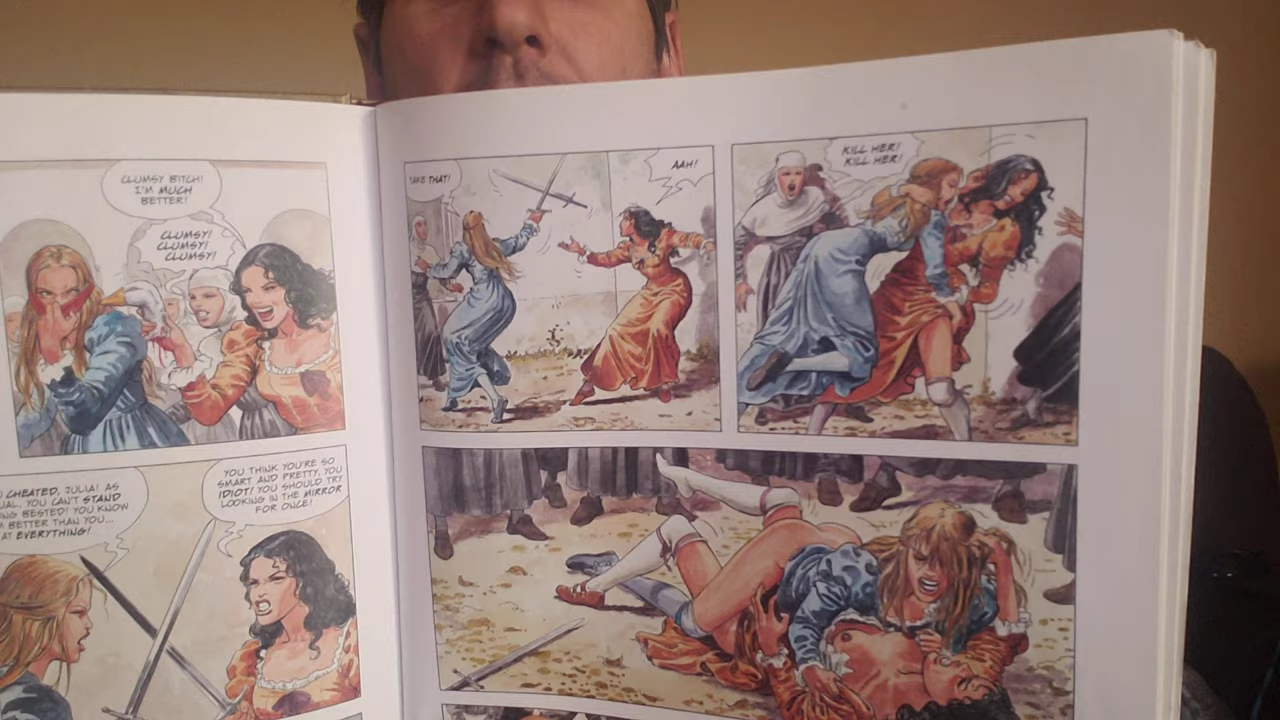 CLUMSY BITCH!
I'M MUCH
BETTER!
CLUMSY!
CLUMSY!
CLUMSY!
CHEATED, JULIA! AS
YOU CAN'T STAND
BESTED! YOU KNOW
BETTER THAN YOU...
AT EVERYTHING!
YOU THINK YOU'RE SO
SMART AND PRETTY, YOU
IDIOT! YOU SHOULD TRY
LOOKING IN THE MIRROR
FOR ONCE!
TAKE THAT!
AAH!
KILL HER!
KILL HER!